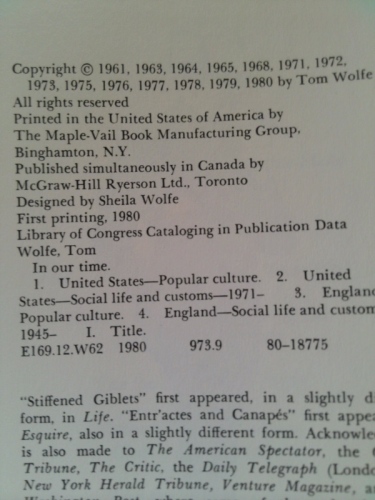 Copyright © 1961, 1963, 1964, 1965, 1968, 1971, 1972,
1973, 1975, 1976, 1977, 1978, 1979, 1980 by Tom Wolfe
All rights reserved
Printed in the United States of America by
The Maple-Vail Book Manufacturing Group,
Binghamton, N.Y.
Published simultaneously in Canada by
McGraw-Hill Ryerson Ltd., Toronto
Designed by Sheila Wolfe
First printing, 1980
Library of Congress Cataloging in Publication Data
Wolfe, Tom
In our time.
1. United States—Popular culture. 2. United
States—Social life and customs—1971– 3. England
Popular culture. 4. England—Social life and custom
1945– I. Title.
E169.12.W62 1980 973.9 80-18775
"Stiffened Giblets" first appeared, in a slightly d
form, in Life. "Entr'actes and Canapés" first appea
Esquire, also in a slightly different form. Acknowle
is also made to The American Spectator, the
Tribune, The Critic, the Daily Telegraph (Londo
New York Herald Tribune, Venture Magazine, a